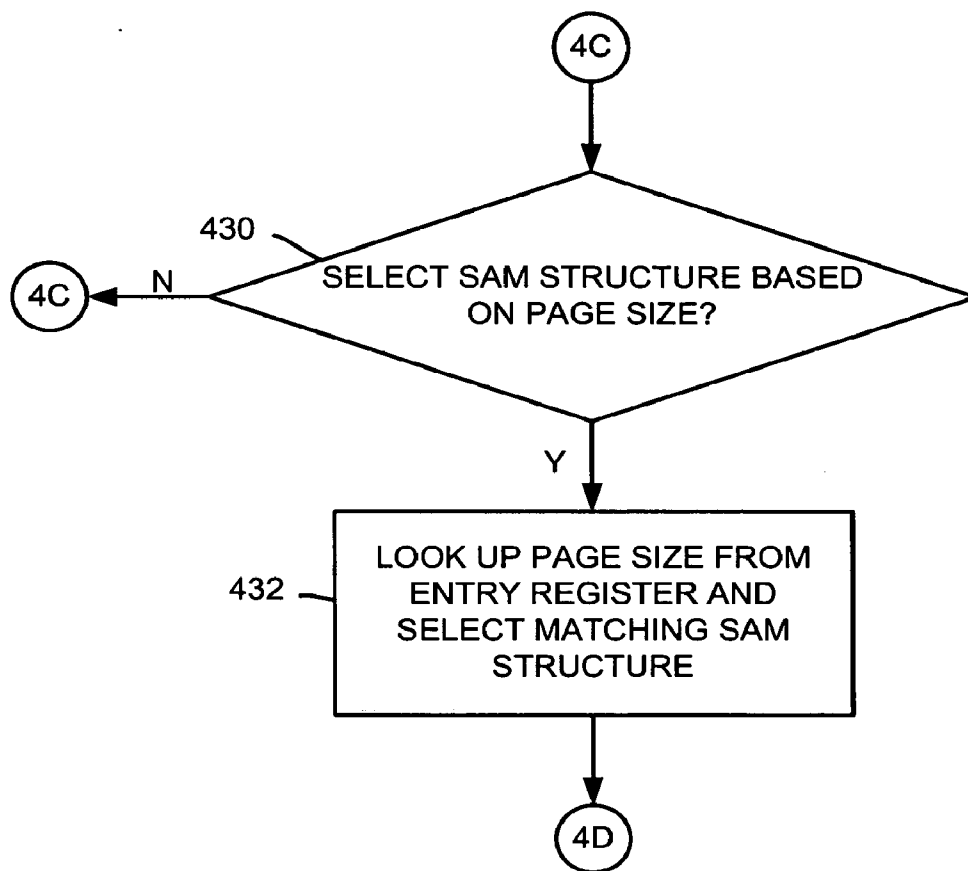 4C
430
SELECT SAM STRUCTURE BASED
ON PAGE SIZE?
4C
N
Y
432
LOOK UP PAGE SIZE FROM
ENTRY REGISTER AND
SELECT MATCHING SAM
STRUCTURE
4D